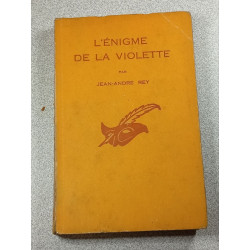 L'ÉNIGME
DE LA VIOLETTE
PAR
JEAN-ANDRÉ REY